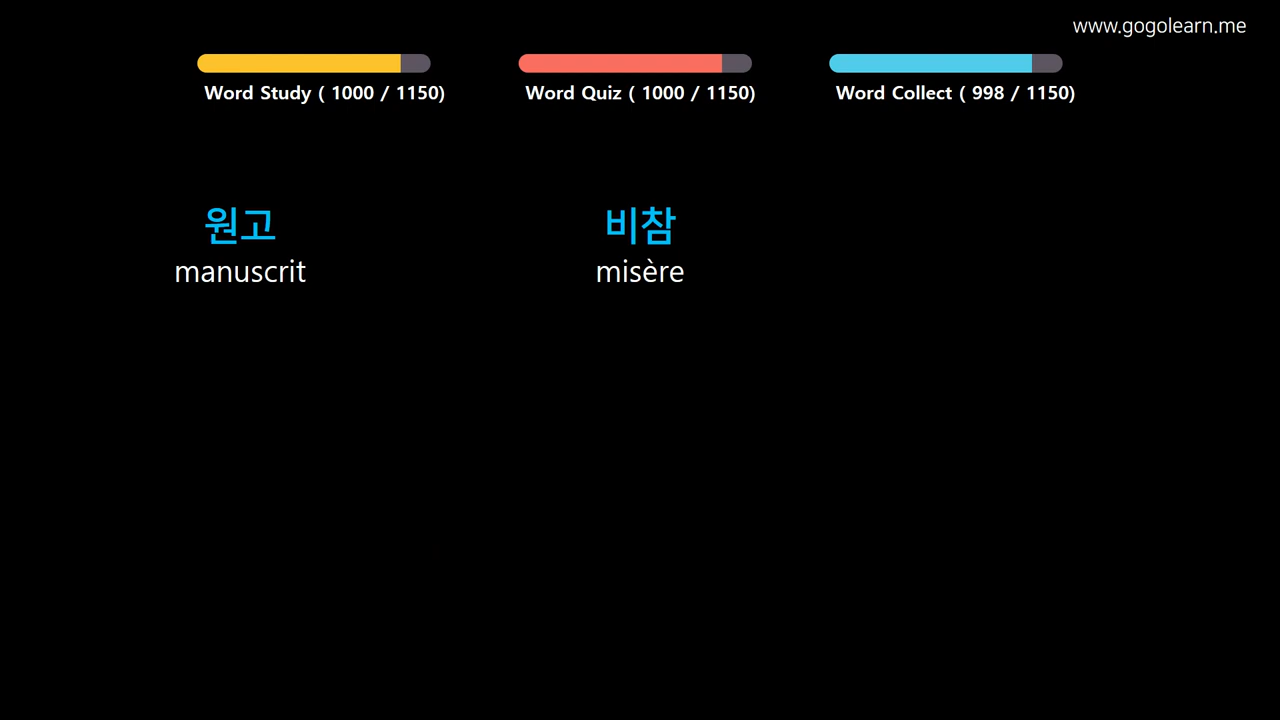 www.gogolearn.me
Word Study ( 1000 / 1150)
Word Quiz ( 1000 / 1150)
Word Collect ( 998 / 1150)
원고
manuscrit
비참
misère